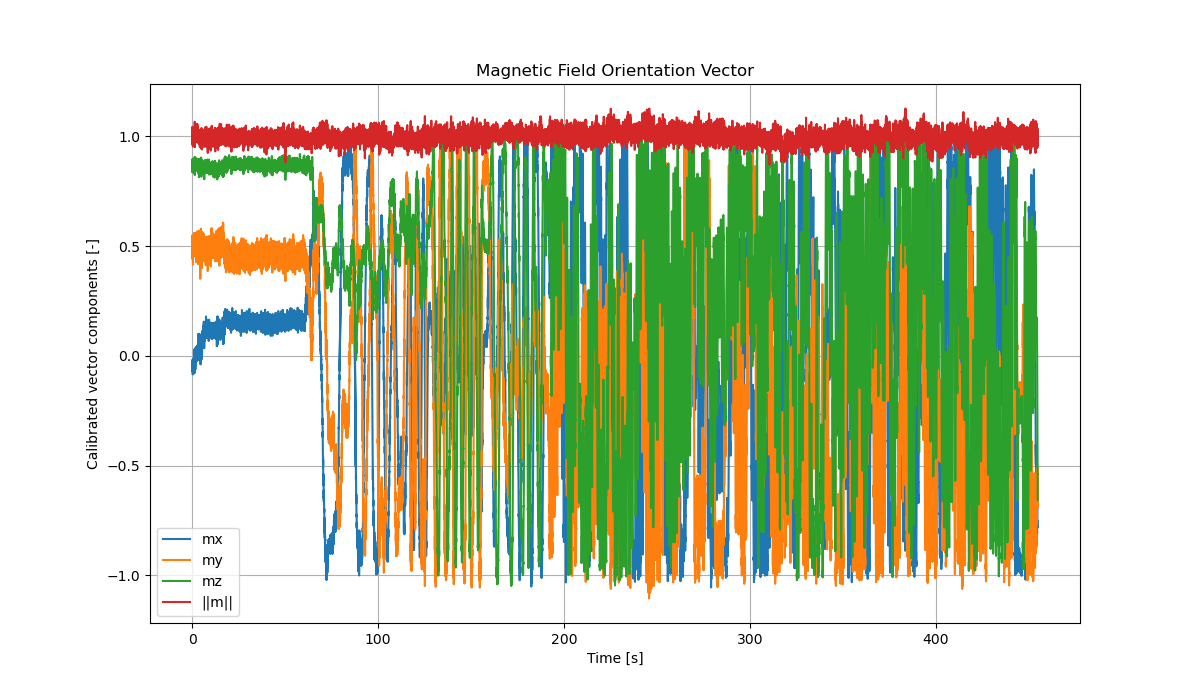 Magnetic Field Orientation Vector
Calibrated vector components [-]
1.0
0.5
0.0
−0.5
−1.0
mx
my
mz
||m||
0 100 200 300 400
Time [s]